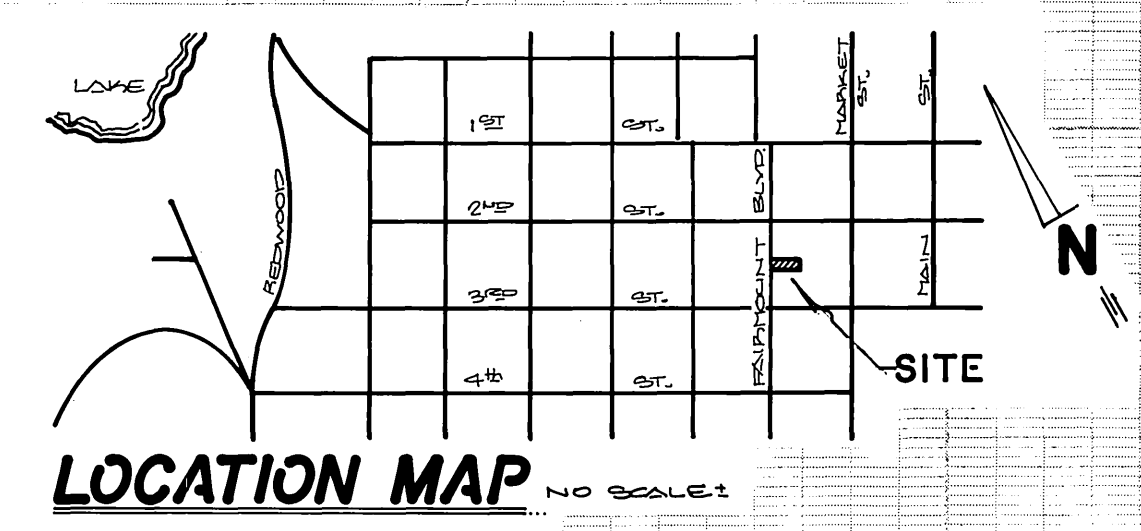 LAKE
MARKET ST.
ST.
1ST ST.
REDWOOD
2ND ST.
BLVD.
FAIRMOUNT
MAIN
N
3RD ST.
4th ST.
SITE
LOCATION MAP NO SCALE±